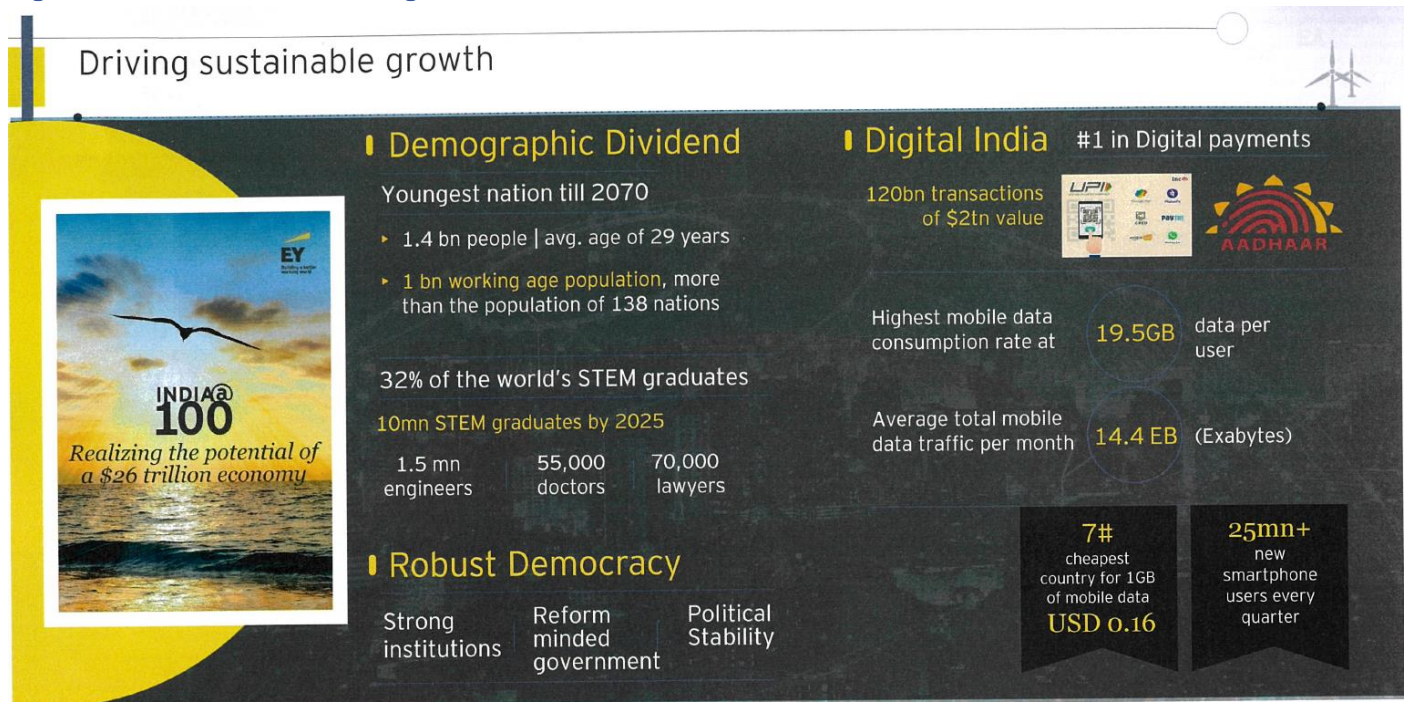 Driving sustainable growth
EY
Building a better
working world
INDIA@
100
Realizing the potential of
a $26 trillion economy
Demographic Dividend
Youngest nation till 2070
1.4 bn people | avg. age of 29 years
1 bn working age population, more
than the population of 138 nations
32% of the world's STEM graduates
10mn STEM graduates by 2025
1.5 mn
engineers
55,000
doctors
70,000
lawyers
Robust Democracy
Strong
institutions
Reform
minded
government
Political
Stability
Digital India
#1 in Digital payments
120bn transactions
of $2tn value
UPI
paytm
AADHAAR
Highest mobile data
consumption rate at
19.5GB
data per
user
Average total mobile
data traffic per month
14.4 EB
(Exabytes)
7#
cheapest
country for 1GB
of mobile data
USD 0.16
25mn+
new
smartphone
users every
quarter